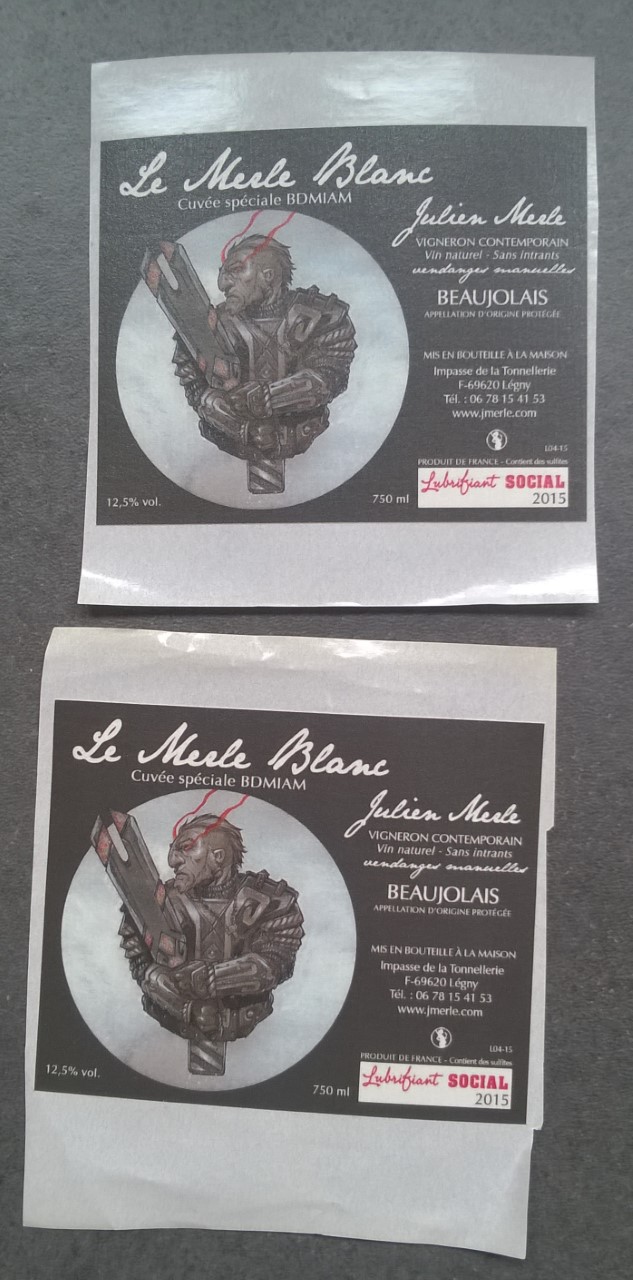 Le Merle Blanc
Cuvée spéciale BDMIAM
Julien Merle
VIGNERON CONTEMPORAIN
Vin naturel - Sans intrants
vendanges manuelles
BEAUJOLAIS
APPELLATION D'ORIGINE PROTÉGÉE
MIS EN BOUTEILLE À LA MAISON
Impasse de la Tonnellerie
F-69620 Légny
Tél. : 06 78 15 41 53
www.jmerle.com
L04-15
PRODUIT DE FRANCE - Contient des sulfites
Lubrifiant SOCIAL
2015
12,5% vol.
750 ml
Le Merle Blanc
Cuvée spéciale BDMIAM
Julien Merle
VIGNERON CONTEMPORAIN
Vin naturel - Sans intrants
vendanges manuelles
BEAUJOLAIS
APPELLATION D'ORIGINE PROTÉGÉE
MIS EN BOUTEILLE À LA MAISON
Impasse de la Tonnellerie
F-69620 Légny
Tél. : 06 78 15 41 53
www.jmerle.com
L04-15
PRODUIT DE FRANCE - Contient des sulfites
Lubrifiant SOCIAL
2015
12,5% vol.
750 ml